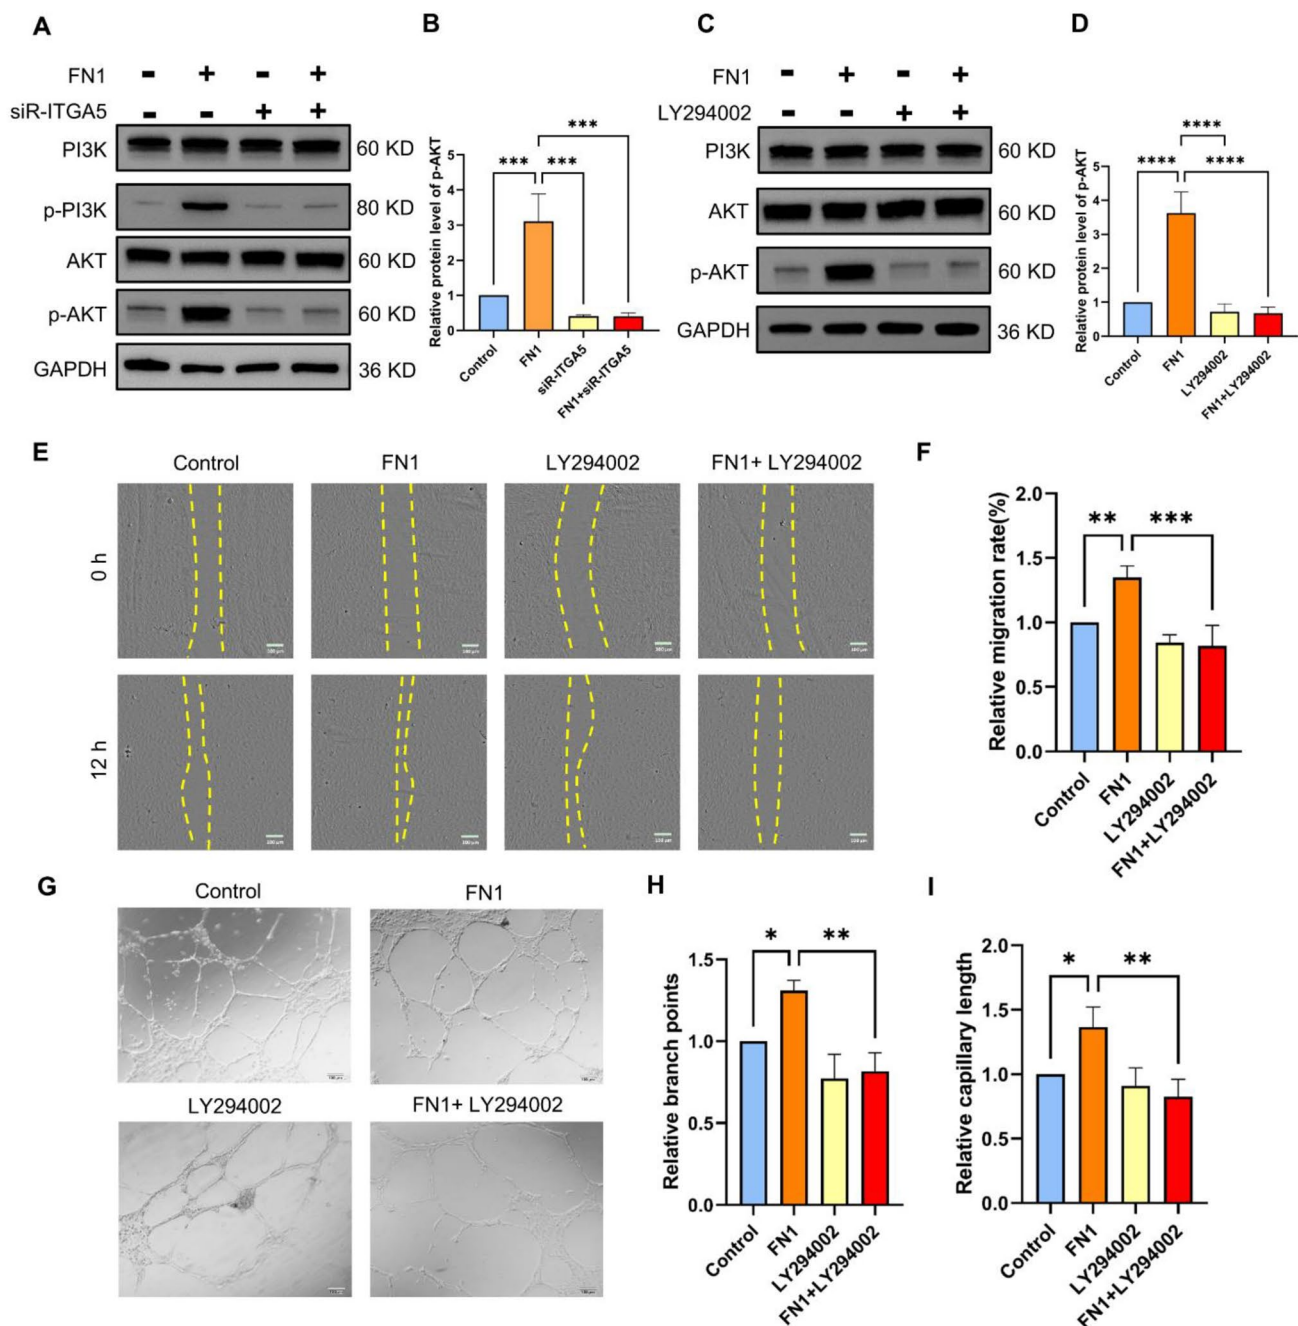 A
FN1 - + - +
siR-ITGA5 - - + +
PI3K 60 KD
p-PI3K 80 KD
AKT 60 KD
p-AKT 60 KD
GAPDH 36 KD
B
Relative protein level of p-AKT
5
4
3
2
1
0
*** *** ***
Control
FN1
siR-ITGA5
FN1+siR-ITGA5
C
FN1 - + - +
LY294002 - - + +
PI3K 60 KD
AKT 60 KD
p-AKT 60 KD
GAPDH 36 KD
D
Relative protein level of p-AKT
5
4
3
2
1
0
**** **** ****
Control
FN1
LY294002
FN1+LY294002
E
Control FN1 LY294002 FN1+ LY294002
0 h
12 h
F
Relative migration rate(%)
2.0
1.5
1.0
0.5
0.0
** ***
Control
FN1
LY294002
FN1+LY294002
G
Control FN1
LY294002 FN1+ LY294002
H
Relative branch points
1.5
1.0
0.5
0.0
* **
Control
FN1
LY294002
FN1+LY294002
I
Relative capillary length
2.0
1.5
1.0
0.5
0.0
* **
Control
FN1
LY294002
FN1+LY294002